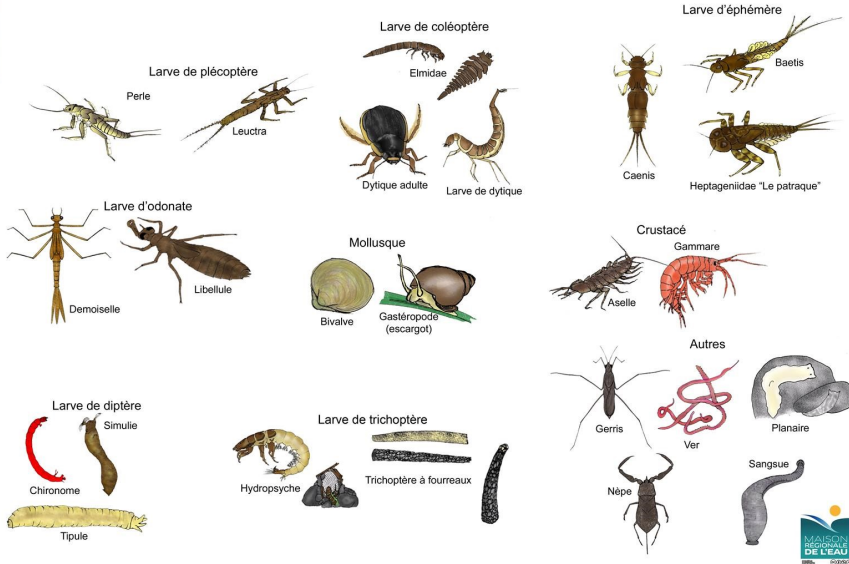 Larve de plécoptère
Perle
Leuctra
Larve de coléoptère
Elmidae
Dytique adulte
Larve de dytique
Larve d'éphémère
Baetis
Caenis
Heptageniidae “Le patraque”
Larve d'odonate
Demoiselle
Libellule
Mollusque
Bivalve
Gastéropode
(escargot)
Crustacé
Gammare
Aselle
Larve de diptère
Simulie
Chironome
Tipule
Larve de trichoptère
Hydropsyche
Trichoptère à fourreaux
Autres
Gerris
Ver
Planaire
Nèpe
Sangsue
MAISON
RÉGIONALE
DE L'EAU